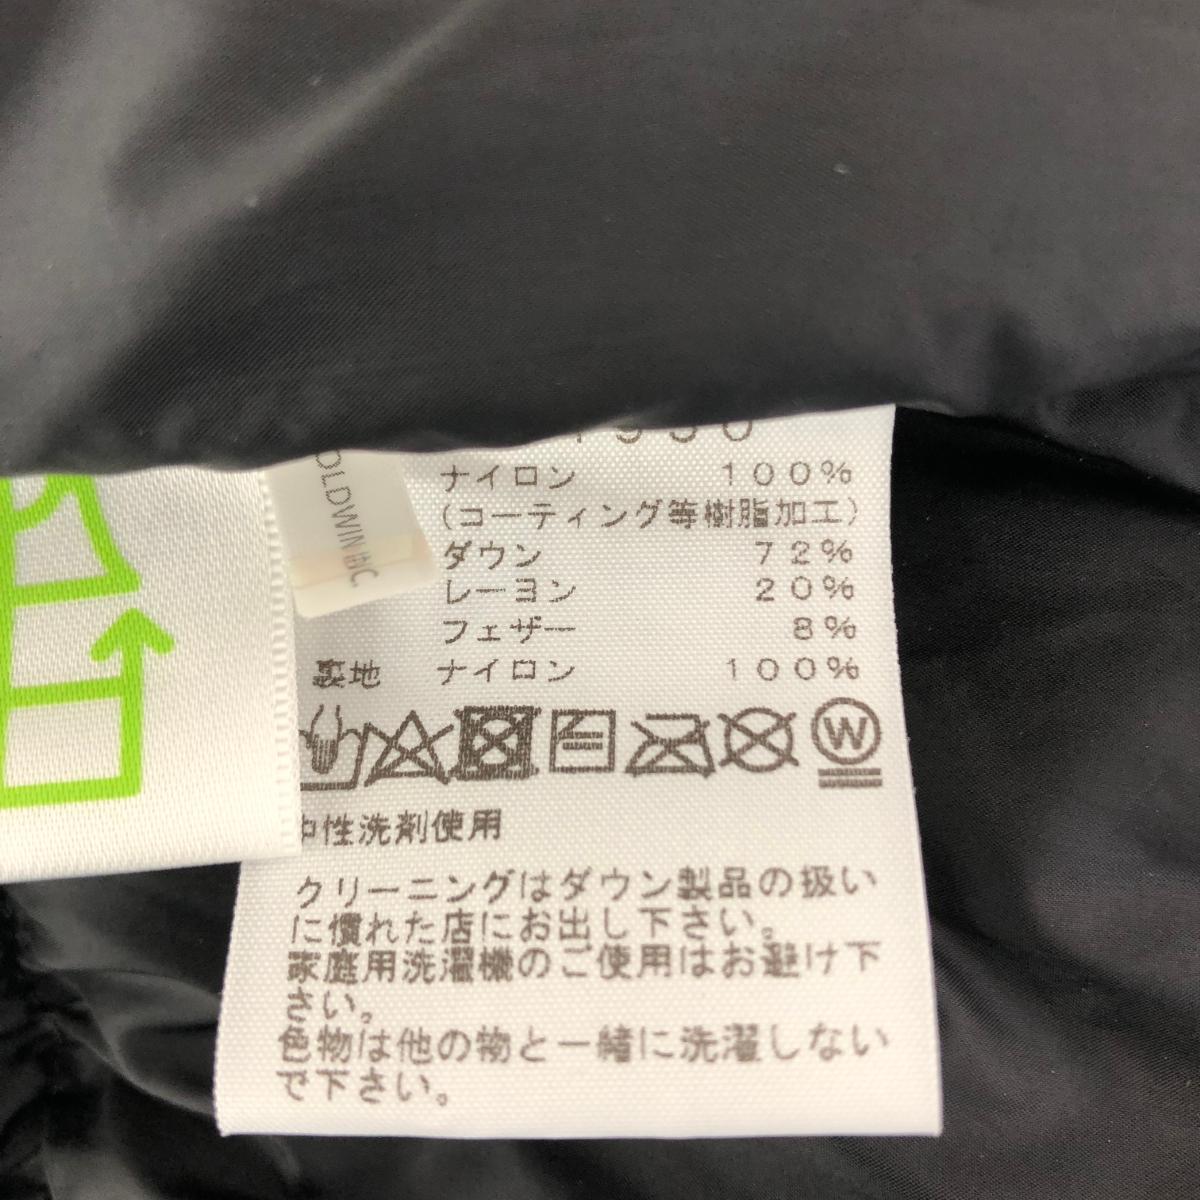 ナイロン 100%
(コーティング等樹脂加工)
ダウン 72%
レーヨン 20%
フェザー 8%
裏地 ナイロン 100%
W
中性洗剤使用
クリーニングはダウン製品の扱い
に慣れた店にお出し下さい。
家庭用洗濯機のご使用はお避け下
さい。
色物は他の物と一緒に洗濯しない
で下さい。
OLDWIN